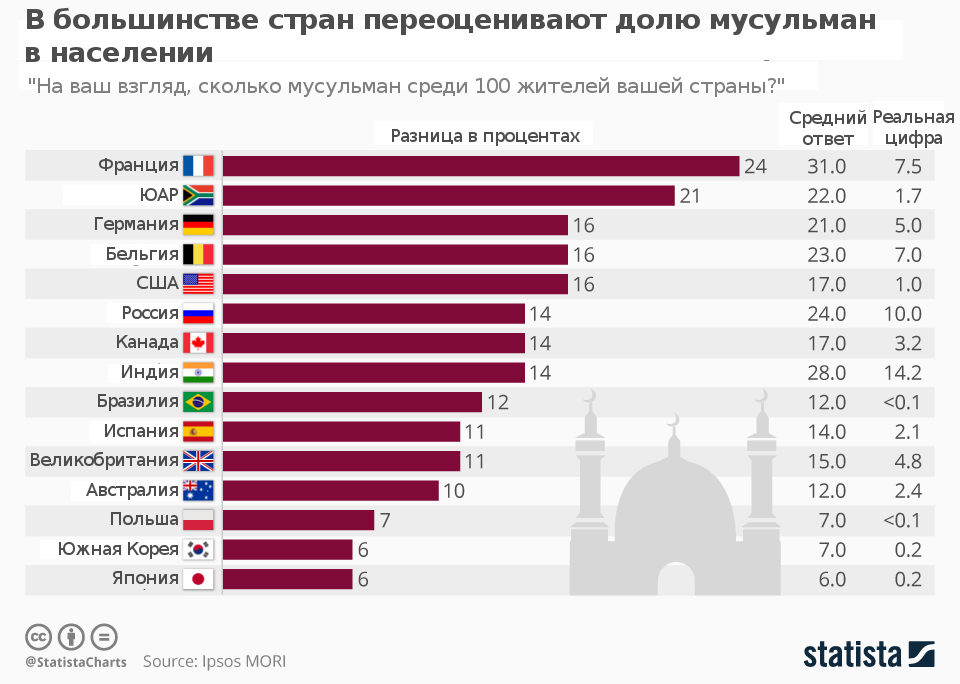 В большинстве стран переоценивают долю мусульман
в населении
"На ваш взгляд, сколько мусульман среди 100 жителей вашей страны?"
Разница в процентах Средний ответ Реальная цифра
Франция 24 31.0 7.5
ЮАР 21 22.0 1.7
Германия 16 21.0 5.0
Бельгия 16 23.0 7.0
США 16 17.0 1.0
Россия 14 24.0 10.0
Канада 14 17.0 3.2
Индия 14 28.0 14.2
Бразилия 12 12.0 <0.1
Испания 11 14.0 2.1
Великобритания 11 15.0 4.8
Австралия 10 12.0 2.4
Польша 7 7.0 <0.1
Южная Корея 6 7.0 0.2
Япония 6 6.0 0.2
cc
@StatistaCharts Source: Ipsos MORI
statista